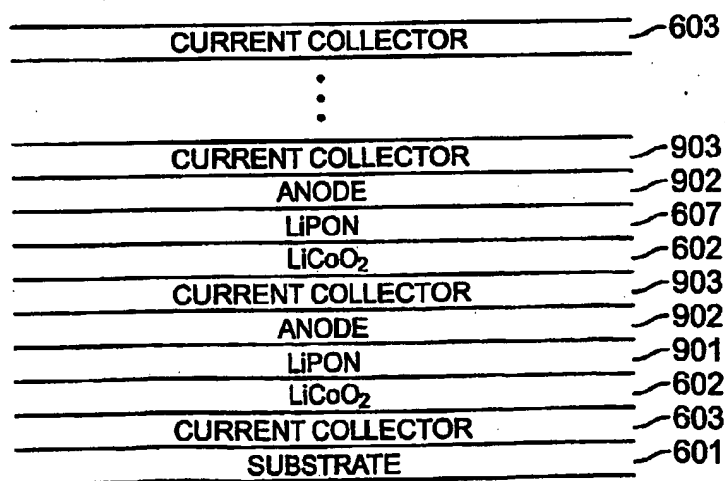 CURRENT COLLECTOR 603
CURRENT COLLECTOR 903
ANODE 902
LiPON 607
LiCoO₂ 602
CURRENT COLLECTOR 903
ANODE 902
LiPON 901
LiCoO₂ 602
CURRENT COLLECTOR 603
SUBSTRATE 601